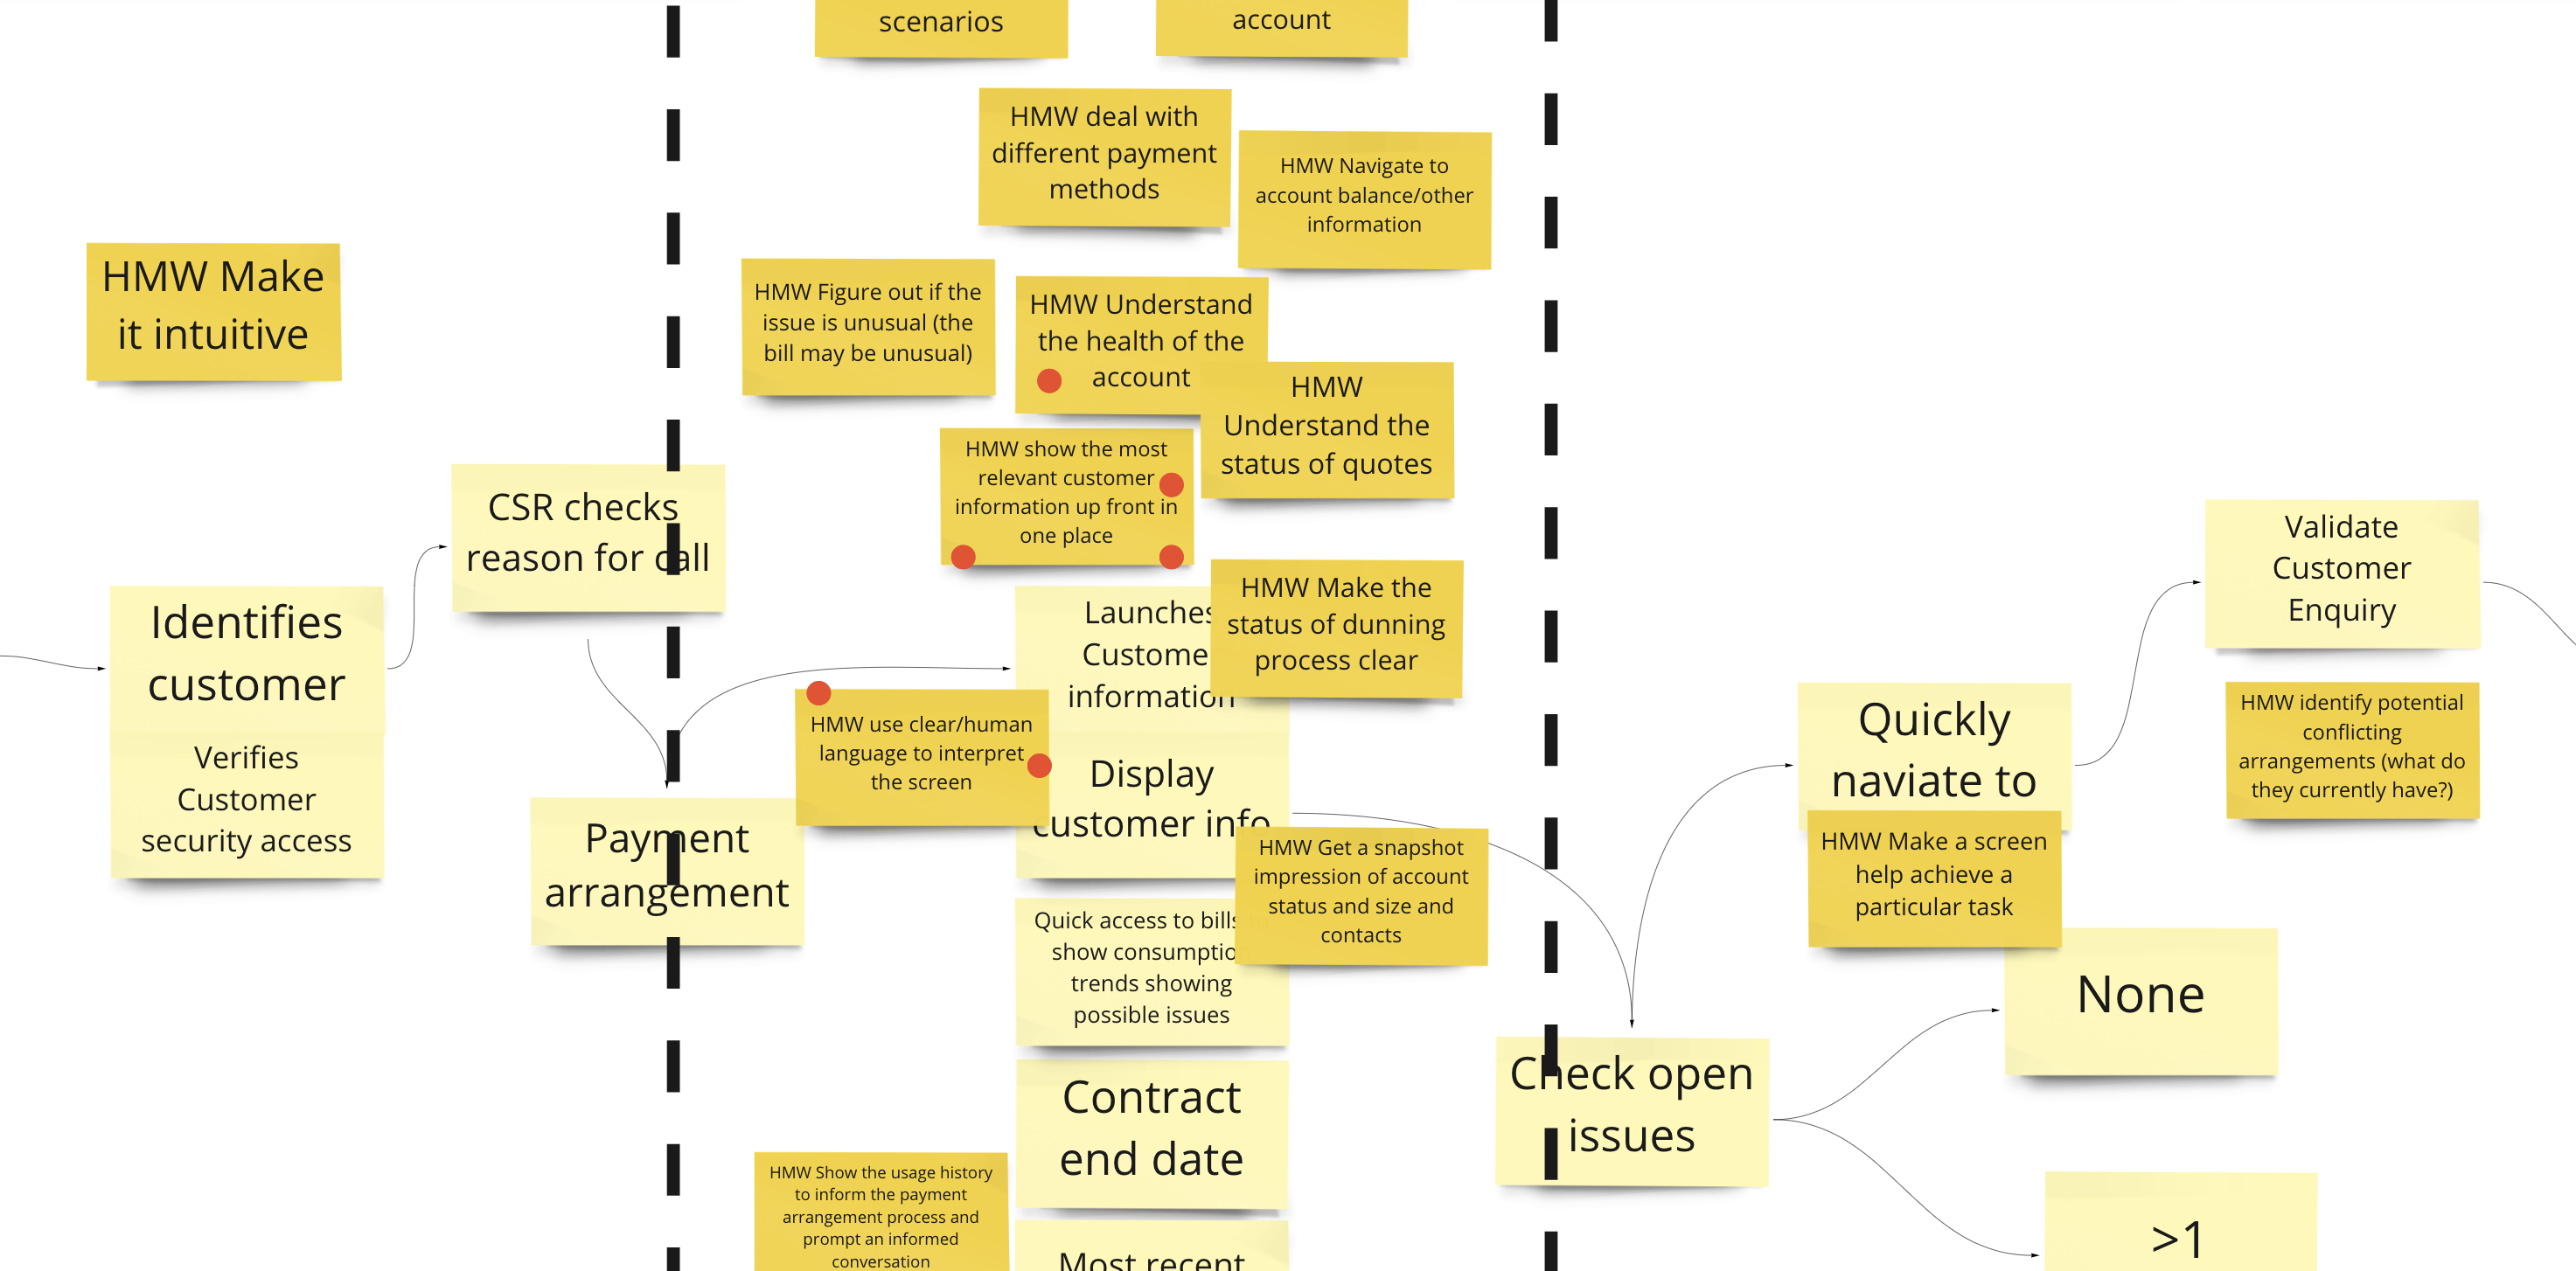 scenarios
account
HMW deal with
different payment
methods
HMW Navigate to
account balance/other
information
HMW Make
it intuitive
HMW Figure out if the
issue is unusual (the
bill may be unusual)
HMW Understand
the health of the
account
HMW
Understand the
status of quotes
HMW show the most
relevant customer
information up front in
one place
CSR checks
reason for call
Identifies
customer
Verifies
Customer
security access
Payment
arrangement
HMW use clear/human
language to interpret
the screen
Launches
Custome
information
HMW Make the
status of dunning
process clear
Display
customer info
HMW Get a snapshot
impression of account
status and size and
contacts
Quick access to bills
show consumptio
trends showing
possible issues
Contract
end date
HMW Show the usage history
to inform the payment
arrangement process and
prompt an informed
conversation
Most recent
Check open
issues
Quickly
naviate to
HMW Make a screen
help achieve a
particular task
Validate
Customer
Enquiry
HMW identify potential
conflicting
arrangements (what do
they currently have?)
None
>1